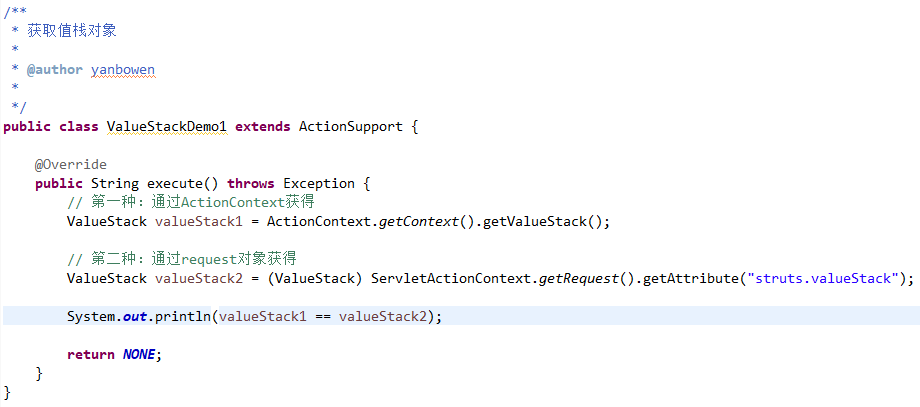 /**
 * 获取值栈对象
 *
 * @author yanbowen
 *
 */
public class ValueStackDemo1 extends ActionSupport {
    @Override
    public String execute() throws Exception {
        // 第一种：通过ActionContext获得
        ValueStack valueStack1 = ActionContext.getContext().getValueStack();
        // 第二种：通过request对象获得
        ValueStack valueStack2 = (ValueStack) ServletActionContext.getRequest().getAttribute("struts.valueStack");
        System.out.println(valueStack1 == valueStack2);
        return NONE;
    }
}